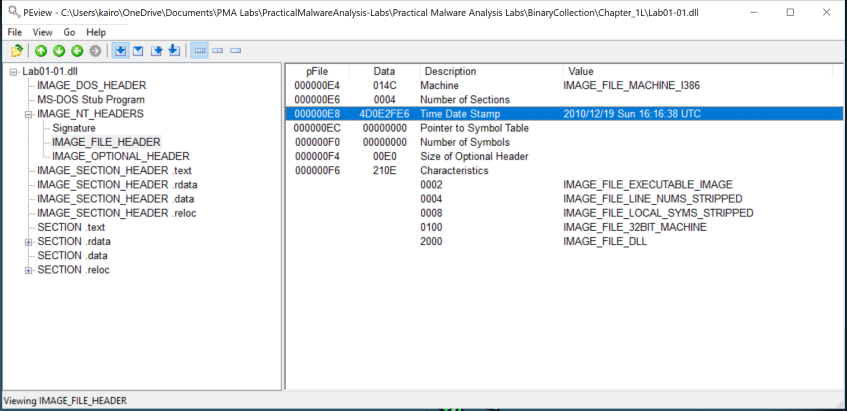 PEview - C:\Users\kairo\OneDrive\Documents\PMA Labs\PracticalMalwareAnalysis-Labs\Practical Malware Analysis Labs\BinaryCollection\Chapter_1L\Lab01-01.dll
File View Go Help
Lab01-01.dll
IMAGE_DOS_HEADER
MS-DOS Stub Program
IMAGE_NT_HEADERS
Signature
IMAGE_FILE_HEADER
IMAGE_OPTIONAL_HEADER
IMAGE_SECTION_HEADER .text
IMAGE_SECTION_HEADER .rdata
IMAGE_SECTION_HEADER .data
IMAGE_SECTION_HEADER .reloc
SECTION .text
SECTION .rdata
SECTION .data
SECTION .reloc
pFile Data Description Value
000000E4 014C Machine IMAGE_FILE_MACHINE_I386
000000E6 0004 Number of Sections
000000E8 4D0E2FE6 Time Date Stamp 2010/12/19 Sun 16:16:38 UTC
000000EC 00000000 Pointer to Symbol Table
000000F0 00000000 Number of Symbols
000000F4 00E0 Size of Optional Header
000000F6 210E Characteristics
0002 IMAGE_FILE_EXECUTABLE_IMAGE
0004 IMAGE_FILE_LINE_NUMS_STRIPPED
0008 IMAGE_FILE_LOCAL_SYMS_STRIPPED
0100 IMAGE_FILE_32BIT_MACHINE
2000 IMAGE_FILE_DLL
Viewing IMAGE_FILE_HEADER